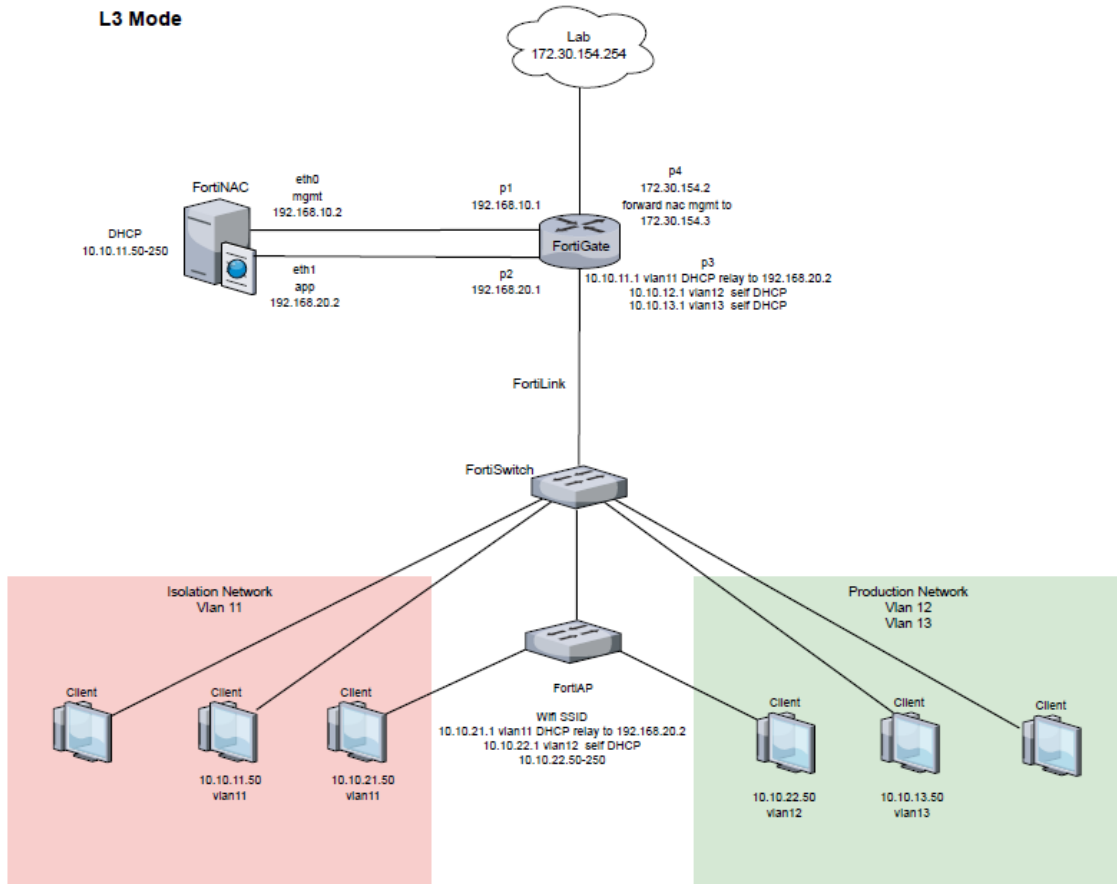 L3 Mode
Lab
172.30.154.254
FortiNAC
eth0
mgmt
192.168.10.2
p1
192.168.10.1
p4
172.30.154.2
forward nac mgmt to
172.30.154.3
DHCP
10.10.11.50-250
FortiGate
eth1
app
192.168.20.2
p2
192.168.20.1
p3
10.10.11.1 vlan11 DHCP relay to 192.168.20.2
10.10.12.1 vlan12 self DHCP
10.10.13.1 vlan13 self DHCP
FortiLink
FortiSwitch
Isolation Network
Vlan 11
Production Network
Vlan 12
Vlan 13
Client
Client
Client
FortiAP
Client
Client
Client
Wifi SSID
10.10.21.1 vlan11 DHCP relay to 192.168.20.2
10.10.22.1 vlan12 self DHCP
10.10.22.50-250
10.10.11.50
vlan11
10.10.21.50
vlan11
10.10.22.50
vlan12
10.10.13.50
vlan13